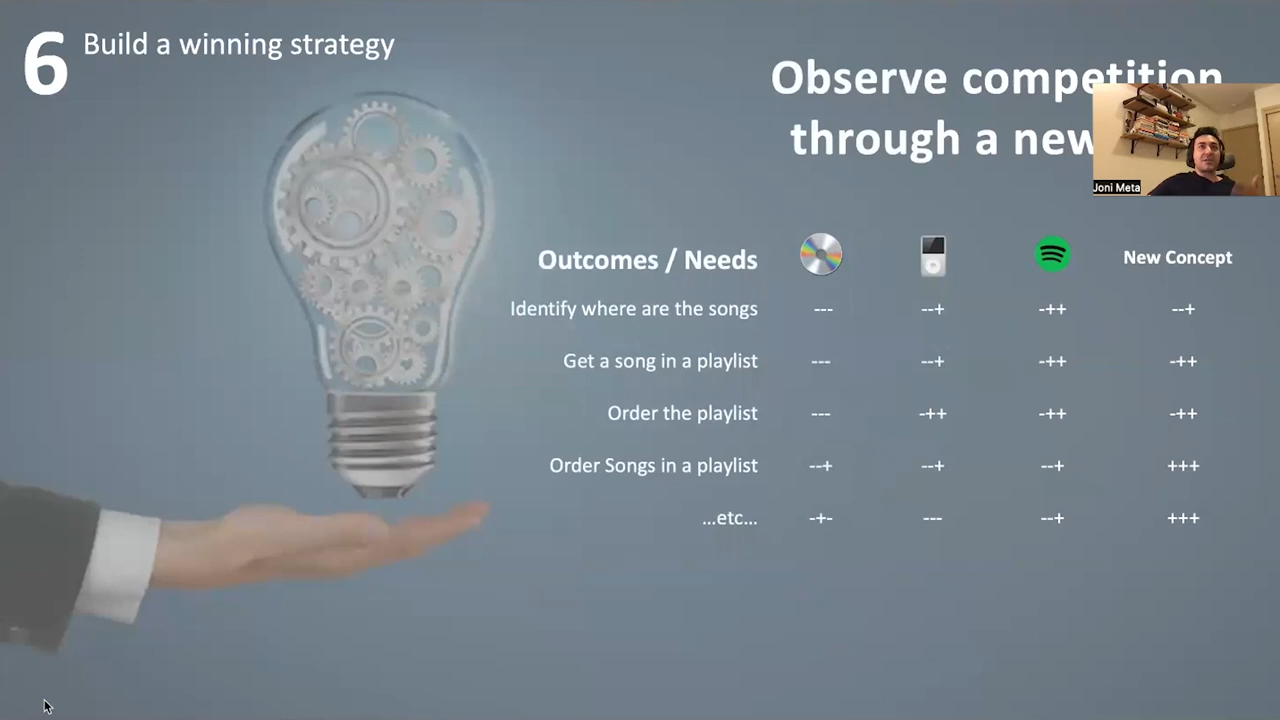 6 Build a winning strategy
Observe competition
through a new
Joni Meta
Outcomes / Needs New Concept
Identify where are the songs --- --+ -++ --+
Get a song in a playlist --- --+ -++ -++
Order the playlist --- -++ -++ -++
Order Songs in a playlist --+ --+ --+ +++
...etc... -+- --- --+ +++